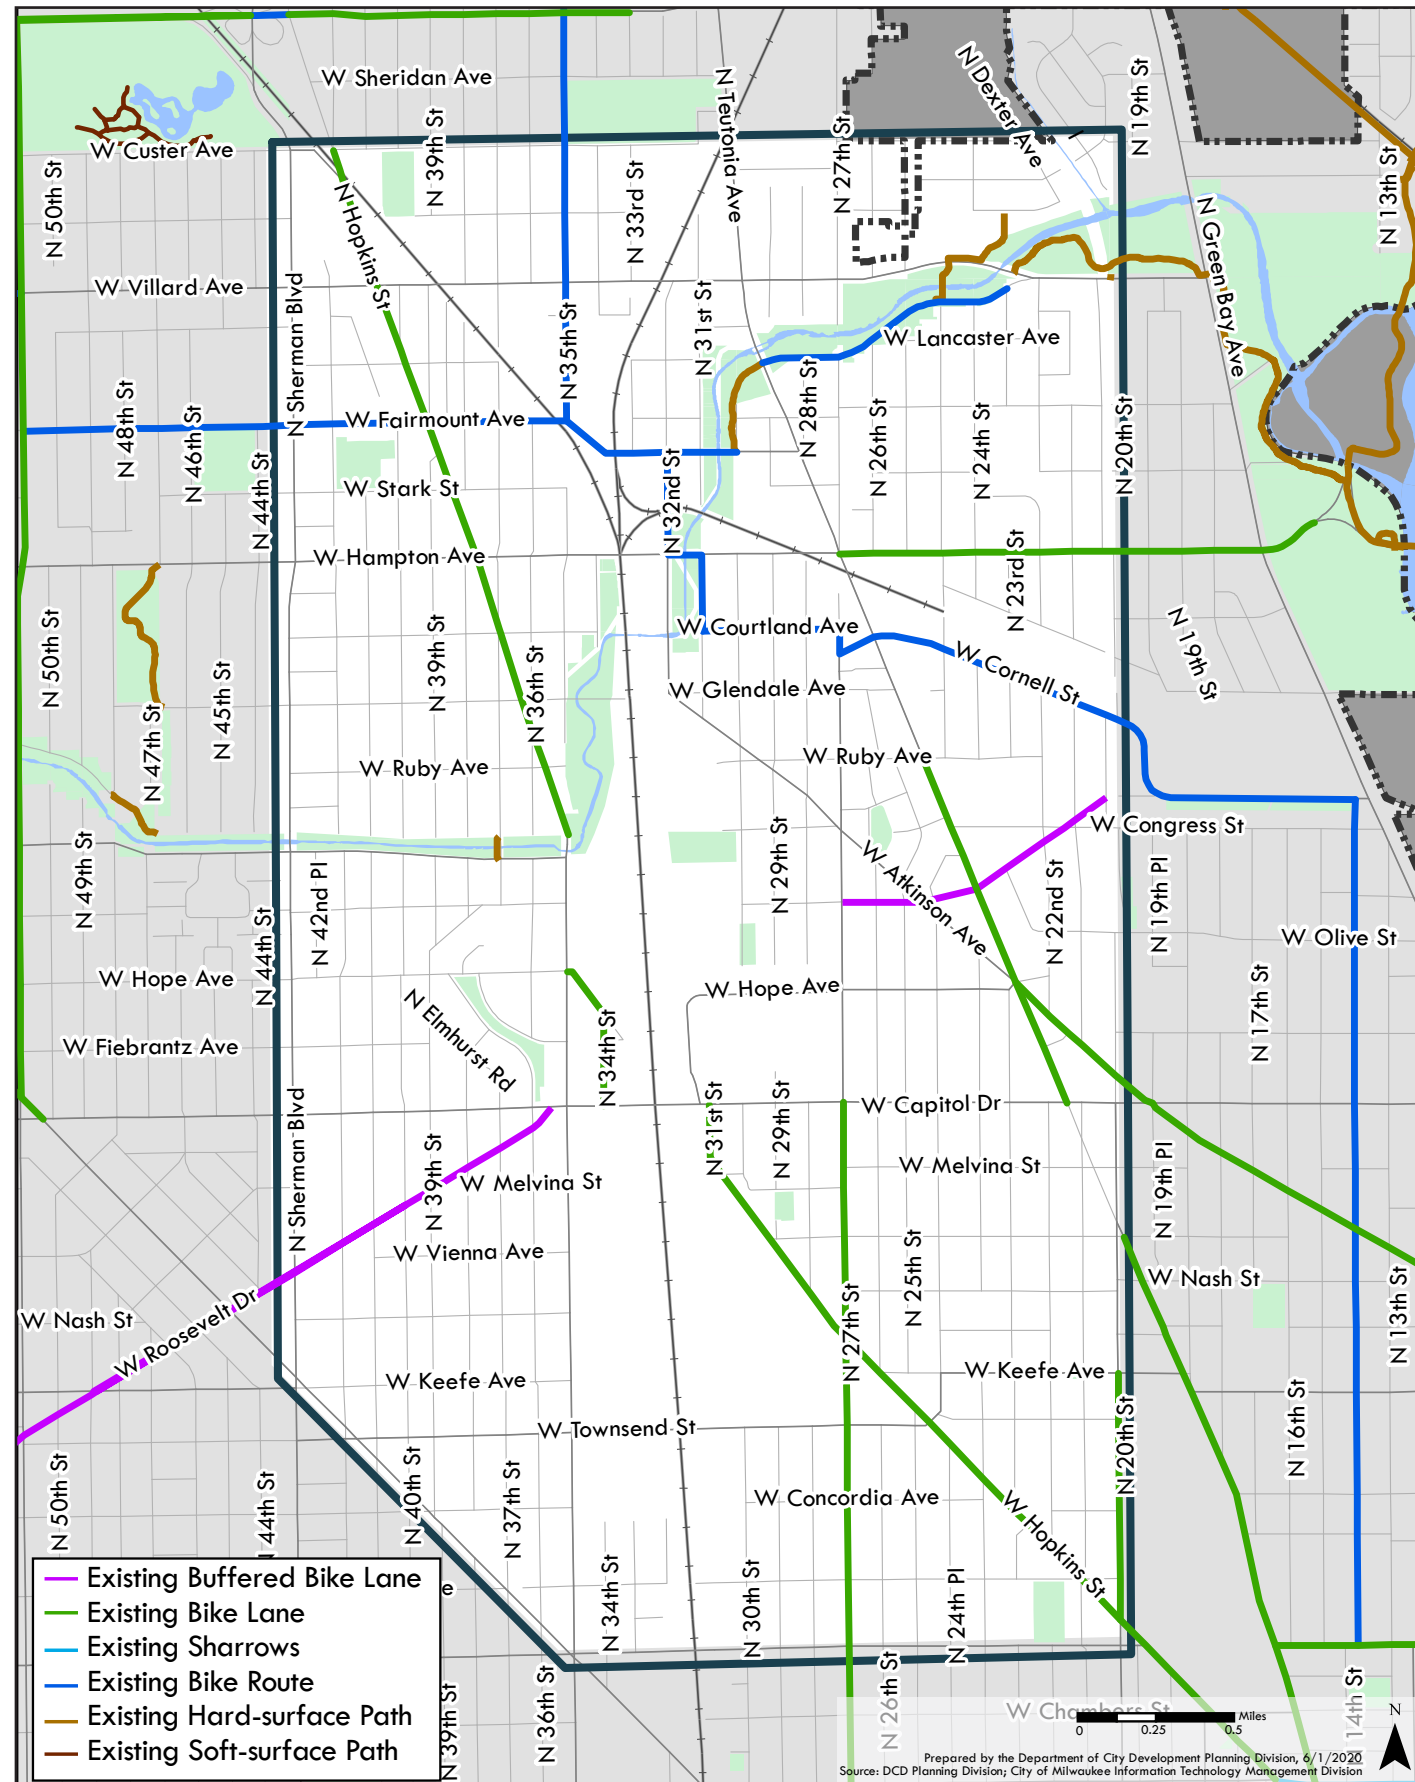 W Sheridan Ave
N Teutonia Ave
N Dexter Ave
N 19th St
W Custer Ave
N 39th St
N 27th St
N 50th St
N 33rd St
N 13th St
N Hopkins St
N Green Bay Ave
W Villard Ave
N Sherman Blvd
N 35th St
N 31st St
W Lancaster Ave
N 48th St
N 46th St
W Fairmount Ave
N 28th St
N 26th St
N 24th St
N 20th St
N 44th St
W Stark St
N 32nd St
W Hampton Ave
N 23rd St
N 50th St
N 45th St
N 39th St
N 36th St
W Courtland Ave
W Cornell St
N 19th St
W Glendale Ave
N 47th St
W Ruby Ave
W Ruby Ave
W Congress St
N 49th St
N 42nd Pl
N 29th St
W Atkinson Ave
N 22nd St
N 19th Pl
W Olive St
N 44th St
W Hope Ave
W Hope Ave
N Elmhurst Rd
N 34th St
N 17th St
W Fiebrantz Ave
N Sherman Blvd
N 31st St
N 29th St
W Capitol Dr
N 39th St
W Melvina St
W Melvina St
N 19th Pl
W Vienna Ave
N 25th St
W Nash St
W Nash St
W Roosevelt Dr
N 27th St
N 13th St
W Keefe Ave
W Keefe Ave
W Townsend St
N 20th St
N 16th St
N 50th St
N 44th St
N 40th St
N 37th St
W Concordia Ave
W Hopkins St
N 34th St
N 30th St
N 24th Pl
e
N 39th St
N 36th St
N 26th St
W Chambers St
N 14th St
Existing Buffered Bike Lane
Existing Bike Lane
Existing Sharrows
Existing Bike Route
Existing Hard-surface Path
Existing Soft-surface Path
N
Miles
0 0.25 0.5
Prepared by the Department of City Development Planning Division, 6/1/2020
Source: DCD Planning Division; City of Milwaukee Information Technology Management Division